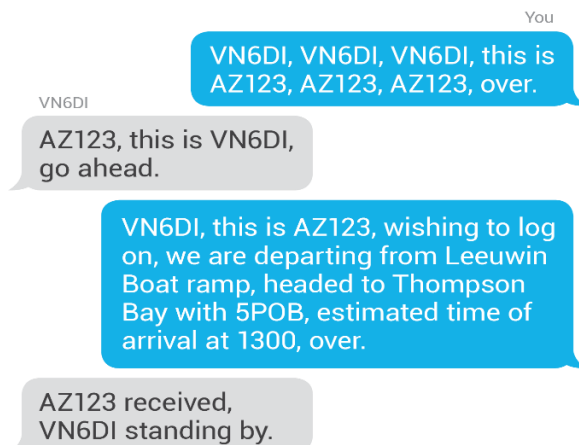 You
VN6DI, VN6DI, VN6DI, this is
AZ123, AZ123, AZ123, over.
VN6DI
AZ123, this is VN6DI,
go ahead.
VN6DI, this is AZ123, wishing to log
on, we are departing from Leeuwin
Boat ramp, headed to Thompson
Bay with 5POB, estimated time of
arrival at 1300, over.
AZ123 received,
VN6DI standing by.